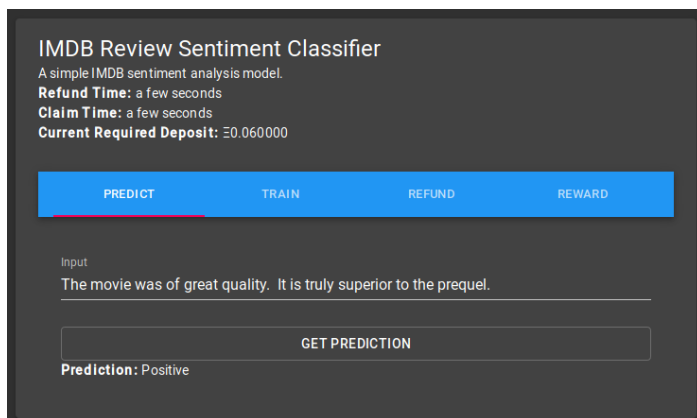 IMDB Review Sentiment Classifier
A simple IMDB sentiment analysis model.
Refund Time: a few seconds
Claim Time: a few seconds
Current Required Deposit: Ξ0.060000
PREDICT TRAIN REFUND REWARD
Input
The movie was of great quality.  It is truly superior to the prequel.
GET PREDICTION
Prediction: Positive